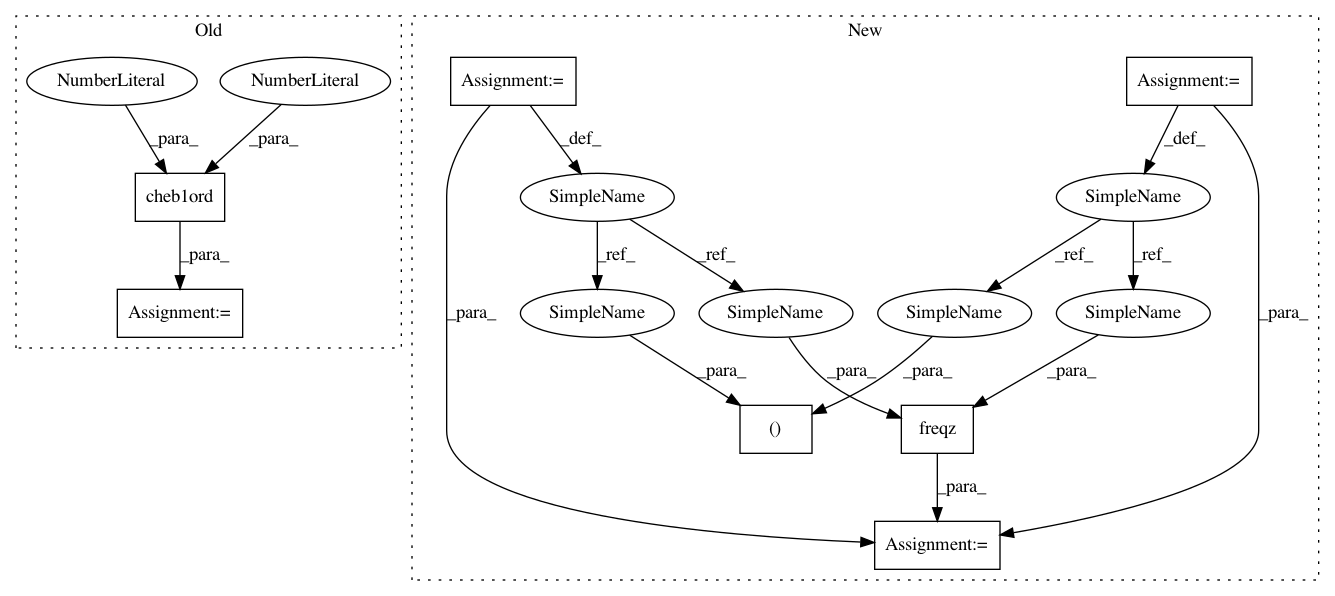 Old
New
NumberLiteral
NumberLiteral
Assignment:=
Assignment:=
_para_
_para_
_def_
_def_
cheb1ord
SimpleName
SimpleName
_para_
_ref_
_ref_
_ref_
_ref_
Assignment:=
_para_
SimpleName
SimpleName
SimpleName
SimpleName
_para_
_para_
_para_
_para_
_para_
()
freqz
_para_
Assignment:=